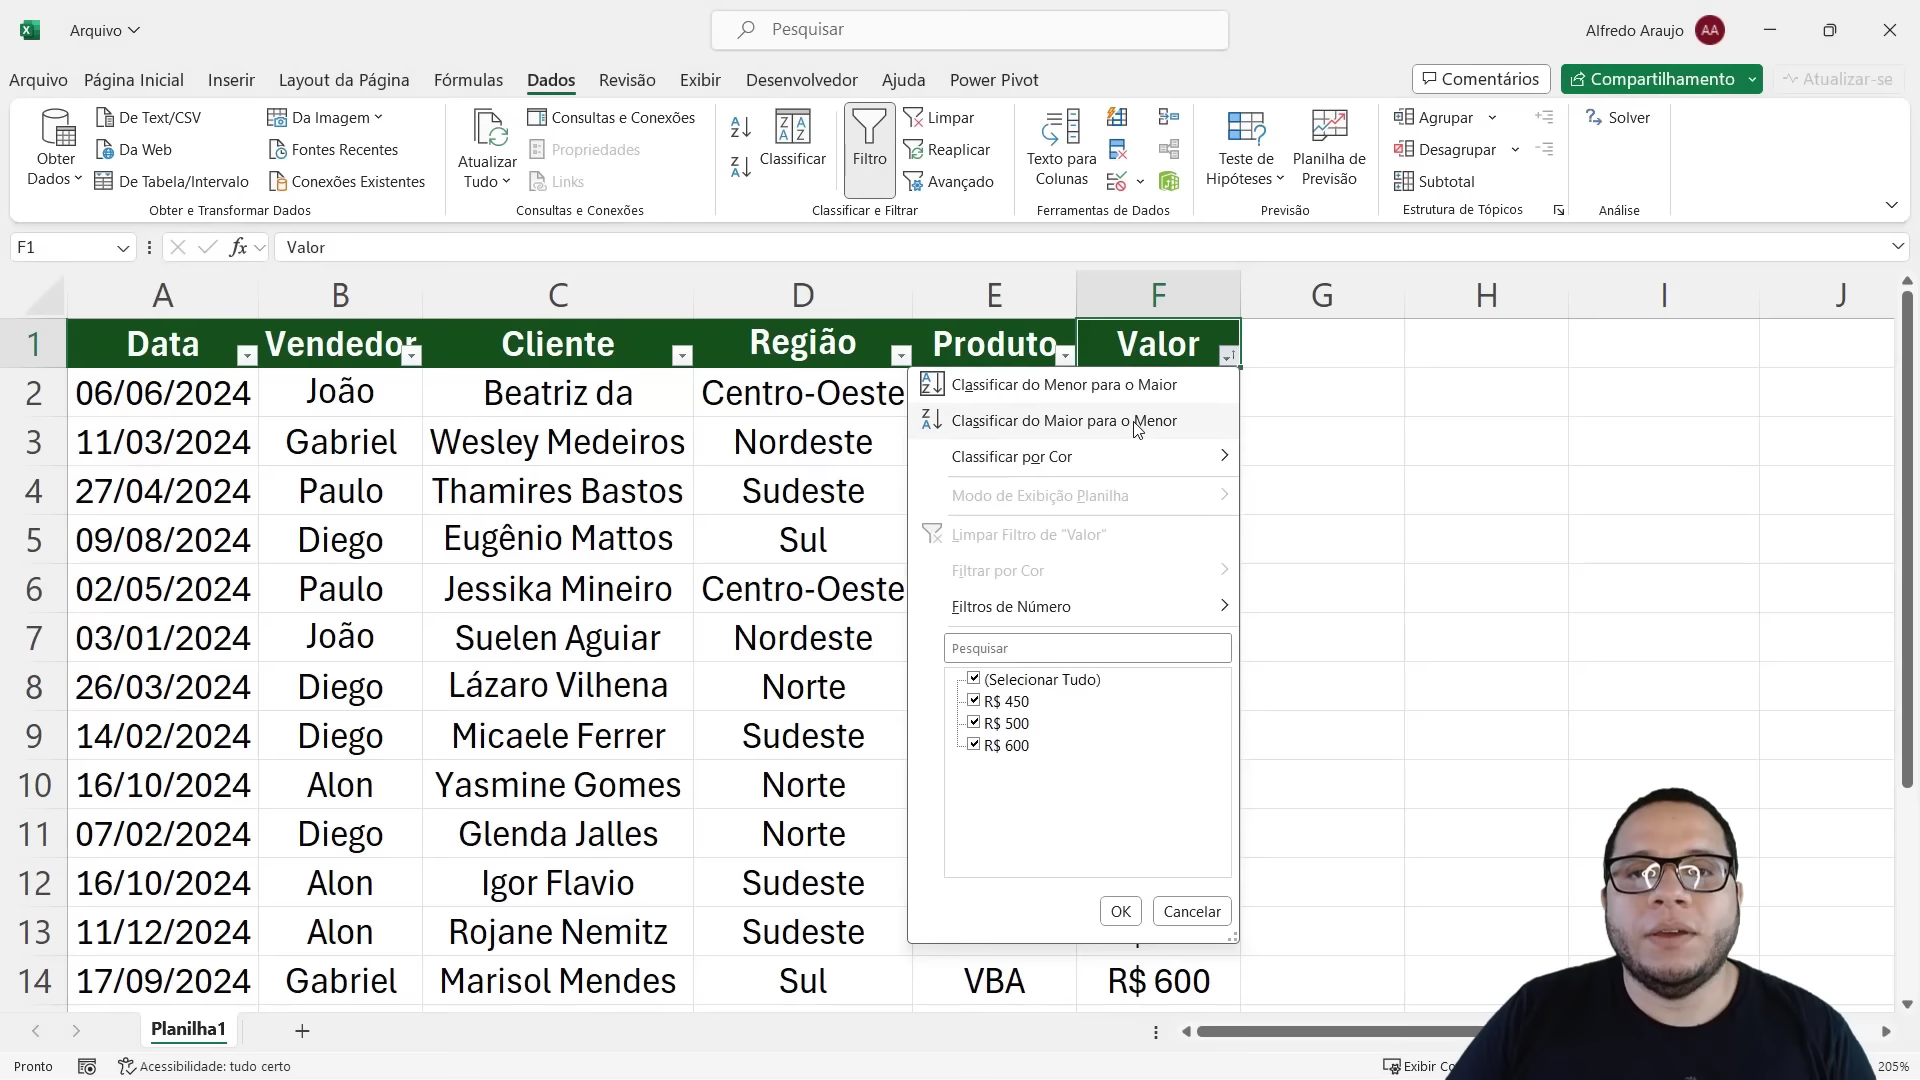 Arquivo
Pesquisar
Alfredo Araujo AA
Arquivo Página Inicial Inserir Layout da Página Fórmulas Dados Revisão Exibir Desenvolvedor Ajuda Power Pivot
Comentários Compartilhamento Atualizar-se
Obter Dados
De Text/CSV
Da Web
De Tabela/Intervalo
Da Imagem
Fontes Recentes
Conexões Existentes
Obter e Transformar Dados
Atualizar Tudo
Consultas e Conexões
Propriedades
Links
Consultas e Conexões
Classificar
Filtro
Limpar
Reaplicar
Avançado
Classificar e Filtrar
Texto para Colunas
Ferramentas de Dados
Teste de Hipóteses
Planilha de Previsão
Previsão
Agrupar
Desagrupar
Subtotal
Estrutura de Tópicos
Solver
Análise
F1 fx Valor
A B C D E F G H I J
1 Data Vendedor Cliente Região Produto Valor
2 06/06/2024 João Beatriz da Centro-Oeste
3 11/03/2024 Gabriel Wesley Medeiros Nordeste
4 27/04/2024 Paulo Thamires Bastos Sudeste
5 09/08/2024 Diego Eugênio Mattos Sul
6 02/05/2024 Paulo Jessika Mineiro Centro-Oeste
7 03/01/2024 João Suelen Aguiar Nordeste
8 26/03/2024 Diego Lázaro Vilhena Norte
9 14/02/2024 Diego Micaele Ferrer Sudeste
10 16/10/2024 Alon Yasmine Gomes Norte
11 07/02/2024 Diego Glenda Jalles Norte
12 16/10/2024 Alon Igor Flavio Sudeste
13 11/12/2024 Alon Rojane Nemitz Sudeste
14 17/09/2024 Gabriel Marisol Mendes Sul VBA R$ 600
Classificar do Menor para o Maior
Classificar do Maior para o Menor
Classificar por Cor
Modo de Exibição Planilha
Limpar Filtro de "Valor"
Filtrar por Cor
Filtros de Número
Pesquisar
(Selecionar Tudo)
R$ 450
R$ 500
R$ 600
OK Cancelar
Planilha1
Pronto Acessibilidade: tudo certo Exibir 205%